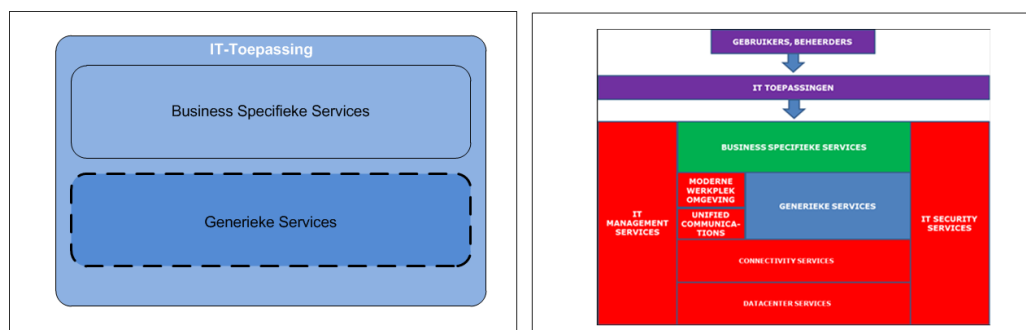 IT-Toepassing
Business Specifieke Services
Generieke Services
GEBRUIKERS, BEHEERDERS
IT TOEPASSINGEN
BUSINESS SPECIFIEKE SERVICES
MODERNE
WERKPLEK
OMGEVING
GENERIEKE SERVICES
UNIFIED
COMMUNICA-
TIONS
IT
MANAGEMENT
SERVICES
IT SECURITY
SERVICES
CONNECTIVITY SERVICES
DATACENTER SERVICES